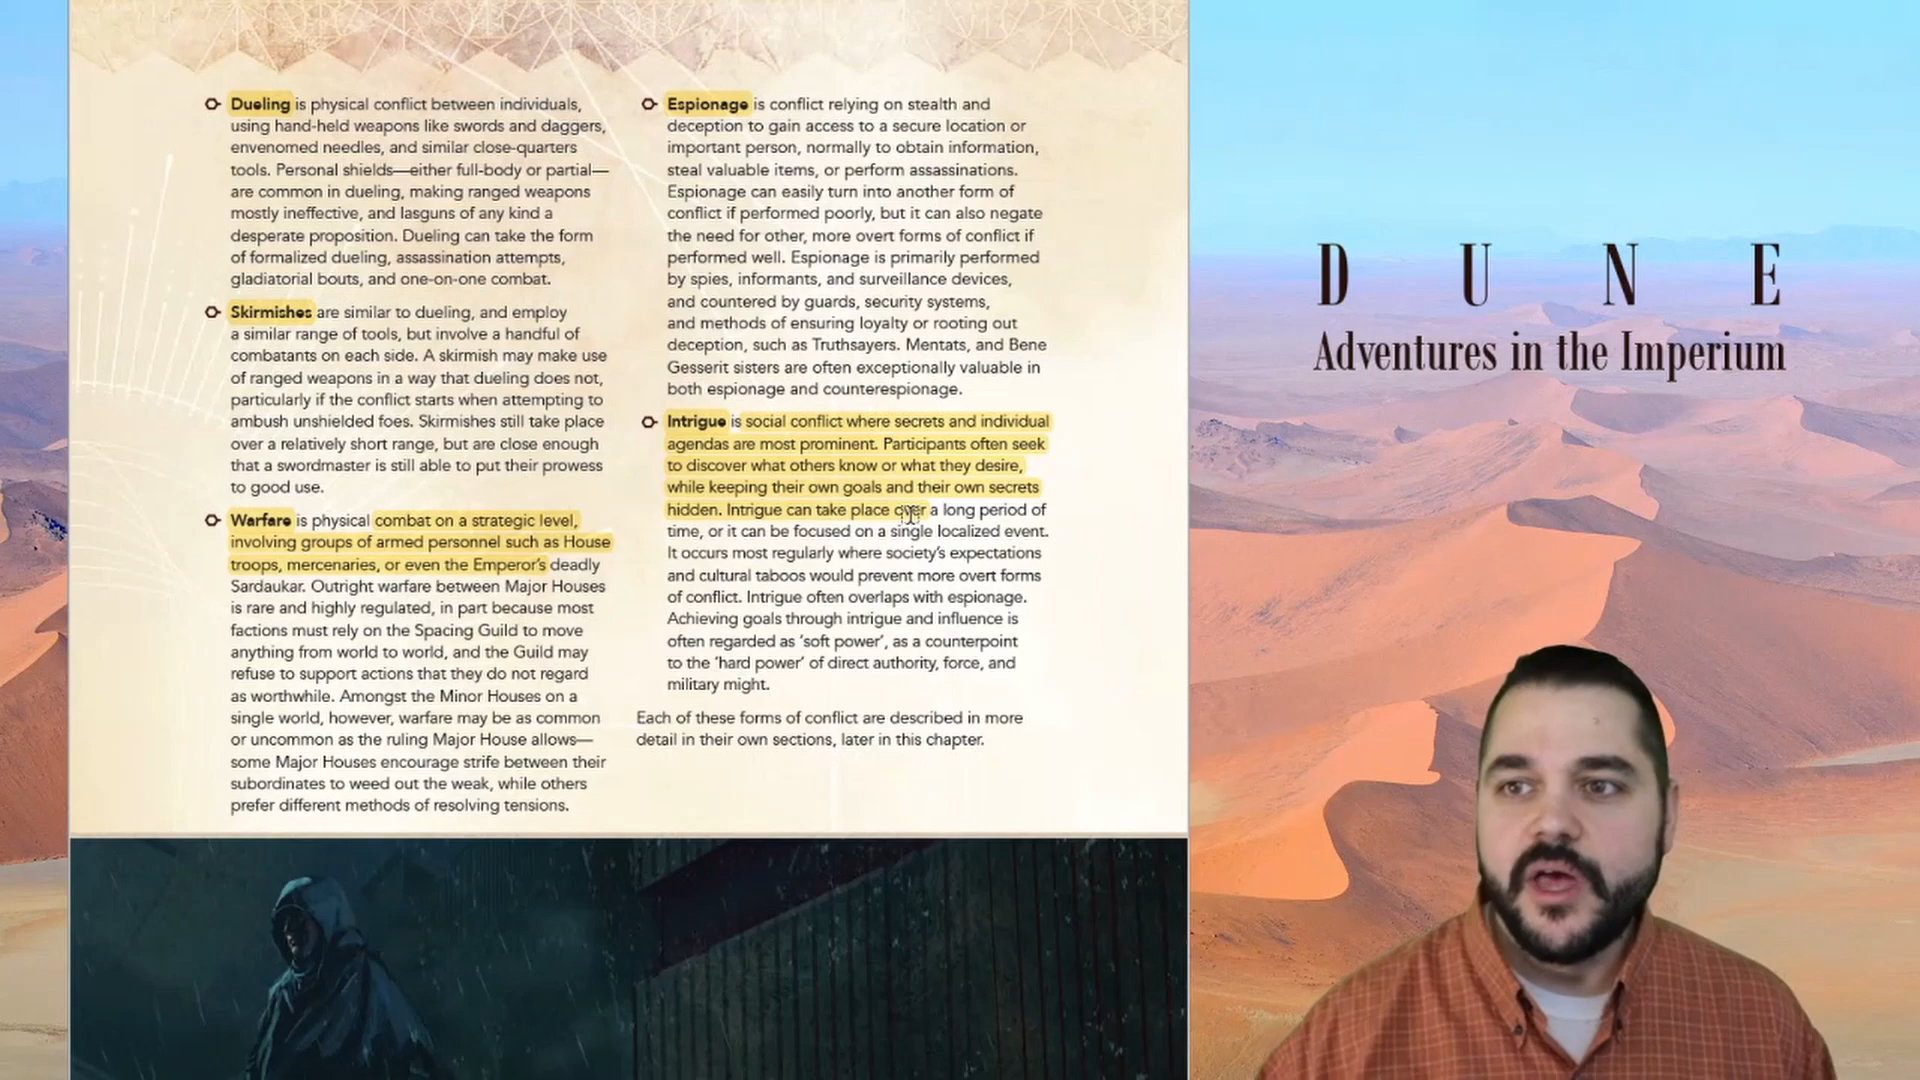 Dueling is physical conflict between individuals,
using hand-held weapons like swords and daggers,
envenomed needles, and similar close-quarters
tools. Personal shields—either full-body or partial—
are common in dueling, making ranged weapons
mostly ineffective, and lasguns of any kind a
desperate proposition. Dueling can take the form
of formalized dueling, assassination attempts,
gladiatorial bouts, and one-on-one combat.
Skirmishes are similar to dueling, and employ
a similar range of tools, but involve a handful of
combatants on each side. A skirmish may make use
of ranged weapons in a way that dueling does not,
particularly if the conflict starts when attempting to
ambush unshielded foes. Skirmishes still take place
over a relatively short range, but are close enough
that a swordmaster is still able to put their prowess
to good use.
Warfare is physical combat on a strategic level,
involving groups of armed personnel such as House
troops, mercenaries, or even the Emperor's deadly
Sardaukar. Outright warfare between Major Houses
is rare and highly regulated, in part because most
factions must rely on the Spacing Guild to move
anything from world to world, and the Guild may
refuse to support actions that they do not regard
as worthwhile. Amongst the Minor Houses on a
single world, however, warfare may be as common
or uncommon as the ruling Major House allows—
some Major Houses encourage strife between their
subordinates to weed out the weak, while others
prefer different methods of resolving tensions.
Espionage is conflict relying on stealth and
deception to gain access to a secure location or
important person, normally to obtain information,
steal valuable items, or perform assassinations.
Espionage can easily turn into another form of
conflict if performed poorly, but it can also negate
the need for other, more overt forms of conflict if
performed well. Espionage is primarily performed
by spies, informants, and surveillance devices,
and countered by guards, security systems,
and methods of ensuring loyalty or rooting out
deception, such as Truthsayers. Mentats, and Bene
Gesserit sisters are often exceptionally valuable in
both espionage and counterespionage.
Intrigue is social conflict where secrets and individual
agendas are most prominent. Participants often seek
to discover what others know or what they desire,
while keeping their own goals and their own secrets
hidden. Intrigue can take place over a long period of
time, or it can be focused on a single localized event.
It occurs most regularly where society's expectations
and cultural taboos would prevent more overt forms
of conflict. Intrigue often overlaps with espionage.
Achieving goals through intrigue and influence is
often regarded as 'soft power', as a counterpoint
to the 'hard power' of direct authority, force, and
military might.
Each of these forms of conflict are described in more
detail in their own sections, later in this chapter.
DUNE
Adventures in the Imperium